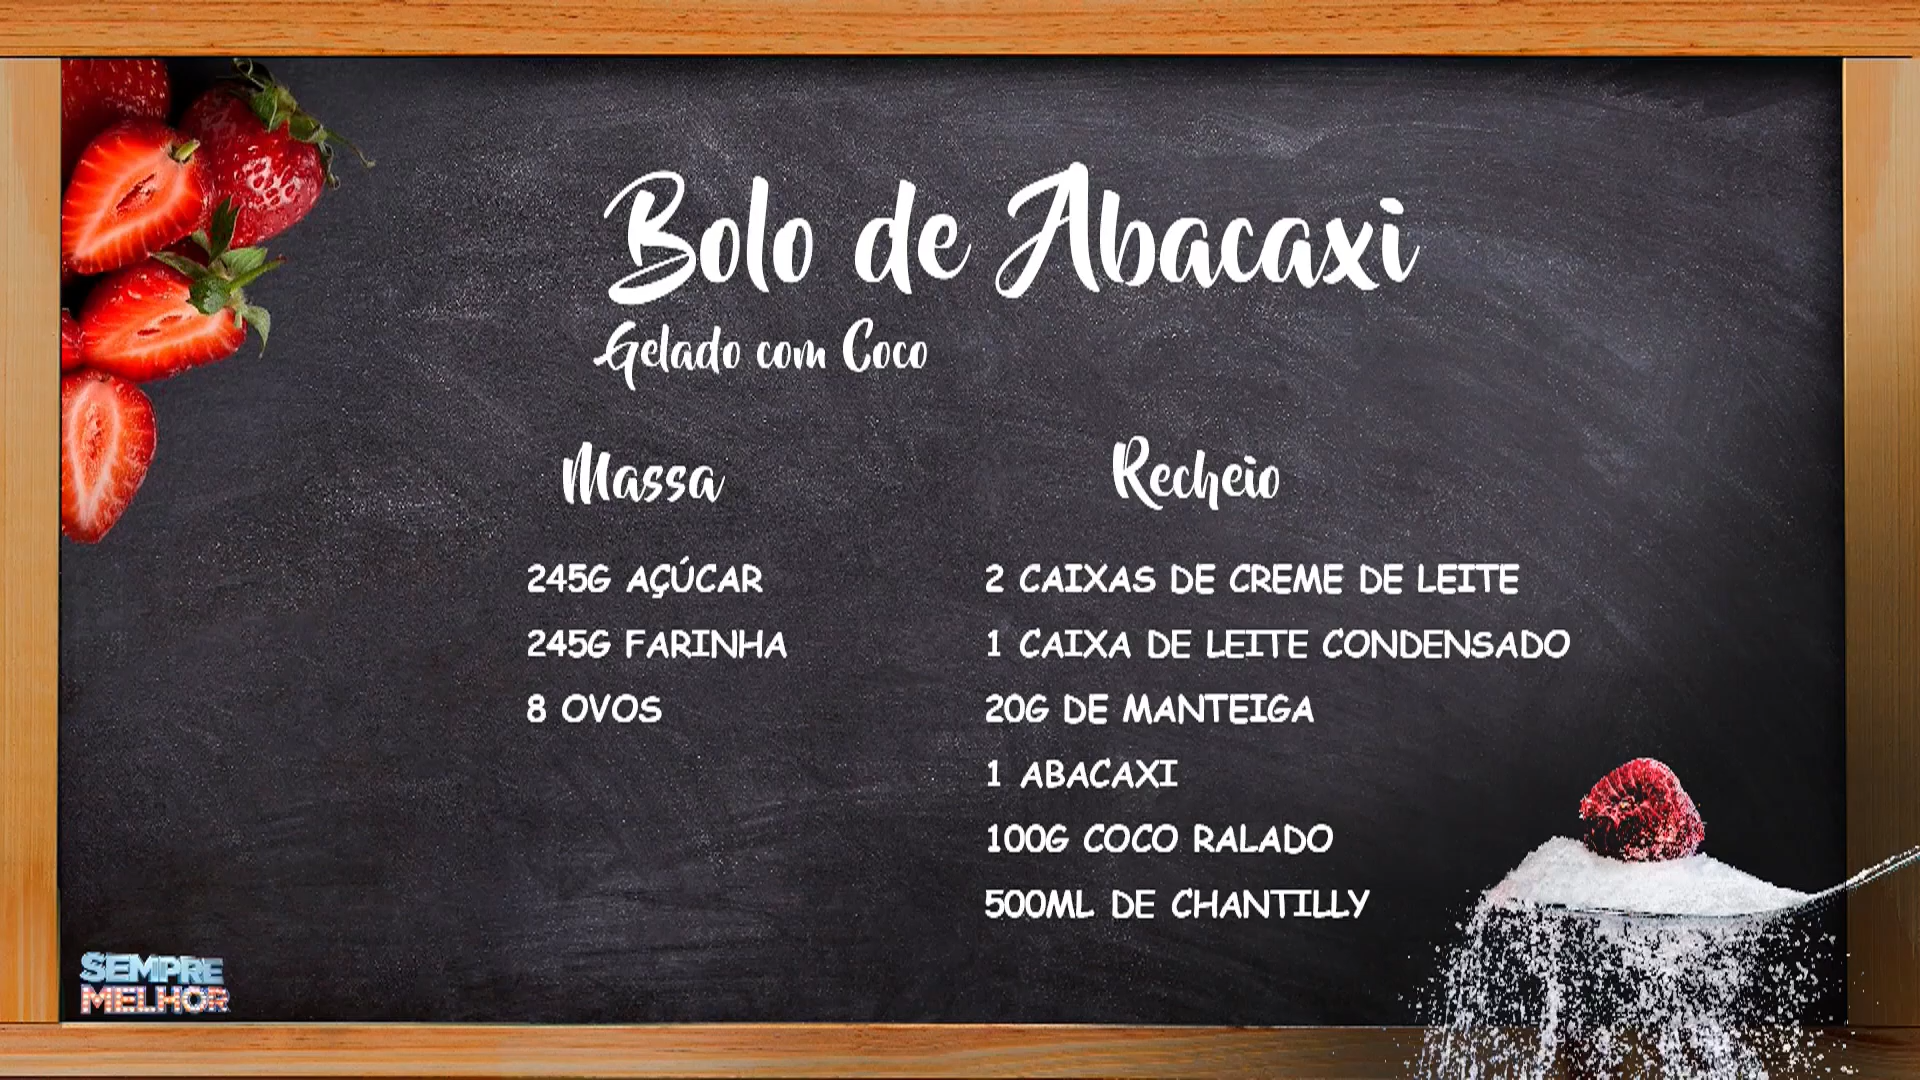 Bolo de Abacaxi
Gelado com Coco
Massa
245G AÇÚCAR
245G FARINHA
8 OVOS
Recheio
2 CAIXAS DE CREME DE LEITE
1 CAIXA DE LEITE CONDENSADO
20G DE MANTEIGA
1 ABACAXI
100G COCO RALADO
500ML DE CHANTILLY
SEMPRE
MELHOR